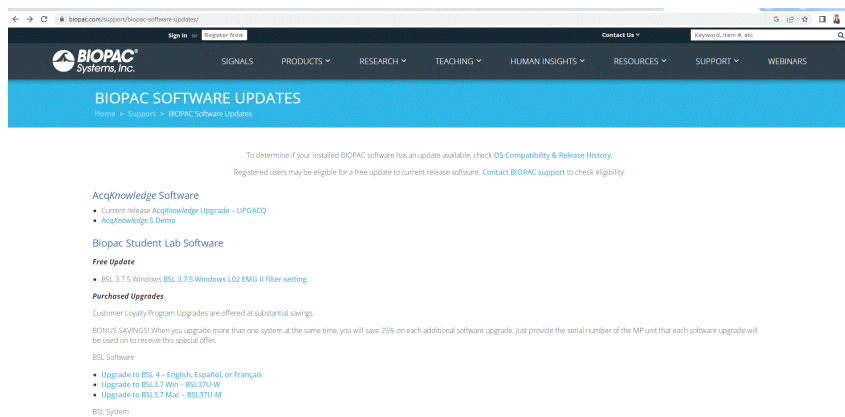 biopac.com/support/biopac-software-updates/
Sign In or Register Now Contact Us Keyword, item #, etc.
BIOPAC®
Systems, Inc.
SIGNALS PRODUCTS RESEARCH TEACHING HUMAN INSIGHTS RESOURCES SUPPORT WEBINARS
BIOPAC SOFTWARE UPDATES
Home > Support > BIOPAC Software Updates
To determine if your installed BIOPAC software has an update available, check OS Compatibility & Release History.
Registered users may be eligible for a free update to current release software. Contact BIOPAC support to check eligibility.
AcqKnowledge Software
• Current release AcqKnowledge Upgrade – UPGACQ
• AcqKnowledge 5 Demo
Biopac Student Lab Software
Free Update
• BSL 3.7.5 Windows BSL 3.7.5 Windows L02 EMG II filter setting
Purchased Upgrades
Customer Loyalty Program Upgrades are offered at substantial savings.
BONUS SAVINGS! When you upgrade more than one system at the same time, you will save 25% on each additional software upgrade. Just provide the serial number of the MP unit that each software upgrade will
be used on to receive this special offer.
BSL Software
• Upgrade to BSL 4 – English, Español, or Français
• Upgrade to BSL3.7 Win – BSL37U-W
• Upgrade to BSL3.7 Mac – BSL37U-M
BSL System